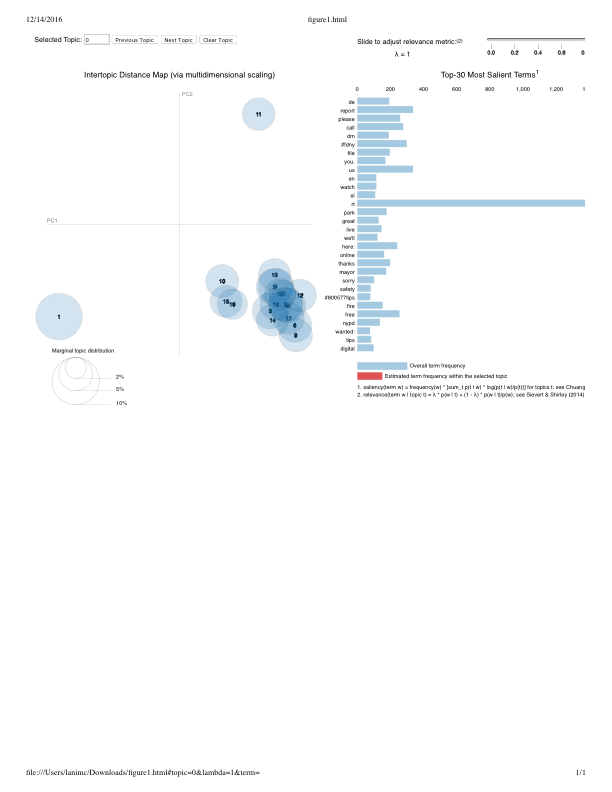 12/14/2016
figure1.html
Selected Topic: 0 Previous Topic Next Topic Clear Topic
Slide to adjust relevance metric:(2)
λ = 1
0.0 0.2 0.4 0.6 0
Intertopic Distance Map (via multidimensional scaling)
PC2
PC1
11
10
13
12
1
3
14
17
6
9
Marginal topic distribution
2%
5%
10%
Top-30 Most Salient Terms1
0 200 400 600 800 1,000 1,200 1
de
report
please
call
dm
#fdny
file
you.
us
en
watch
el
rt
park
great
live
we'll
here:
online
thanks
mayor
sorry
safety
#800577tips
fire
free
nypd
wanted:
tips
digital
Overall term frequency
Estimated term frequency within the selected topic
1. saliency(term w) = frequency(w) * [sum_t p(t | w) * log(p(t | w)/p(t))] for topics t; see Chuang
2. relevance(term w | topic t) = λ * p(w | t) + (1 - λ) * p(w | t)/p(w); see Sievert & Shirley (2014)
file:///Users/lanimc/Downloads/figure1.html#topic=0&lambda=1&term=
1/1